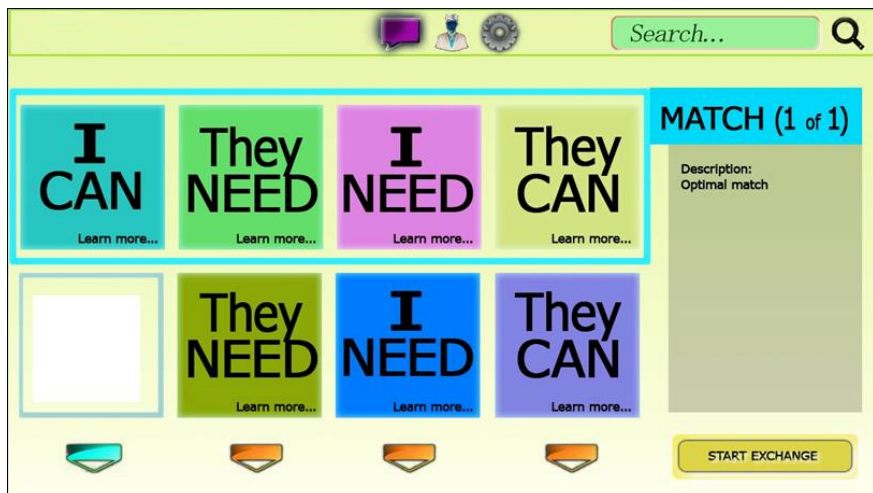 Search...
MATCH (1 of 1)
I CAN
Learn more...
They NEED
Learn more...
I NEED
Learn more...
They CAN
Learn more...
Description:
Optimal match
They NEED
Learn more...
I NEED
Learn more...
They CAN
Learn more...
START EXCHANGE